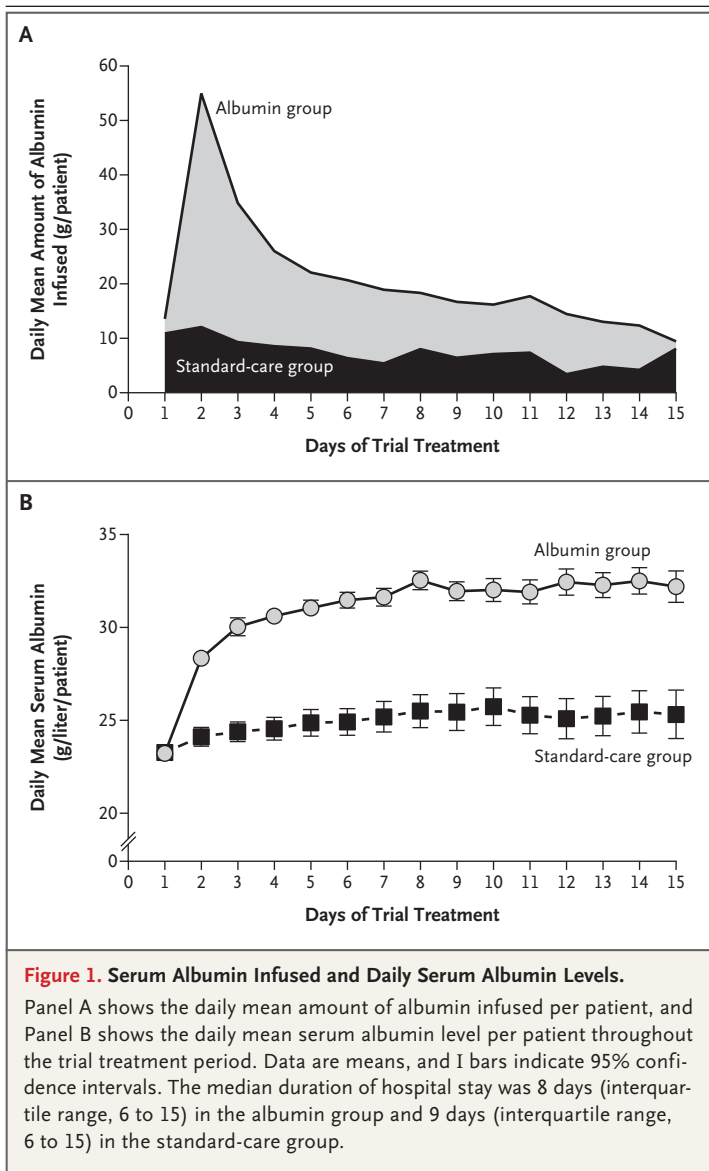 A
60
50
40
30
20
10
0
Daily Mean Amount of Albumin
Infused (g/patient)
Albumin group
Standard-care group
0 1 2 3 4 5 6 7 8 9 10 11 12 13 14 15
Days of Trial Treatment
B
35
30
25
20
0
Daily Mean Serum Albumin
(g/liter/patient)
Albumin group
Standard-care group
0 1 2 3 4 5 6 7 8 9 10 11 12 13 14 15
Days of Trial Treatment
Figure 1. Serum Albumin Infused and Daily Serum Albumin Levels.
Panel A shows the daily mean amount of albumin infused per patient, and
Panel B shows the daily mean serum albumin level per patient throughout
the trial treatment period. Data are means, and I bars indicate 95% confi-
dence intervals. The median duration of hospital stay was 8 days (interquar-
tile range, 6 to 15) in the albumin group and 9 days (interquartile range,
6 to 15) in the standard-care group.